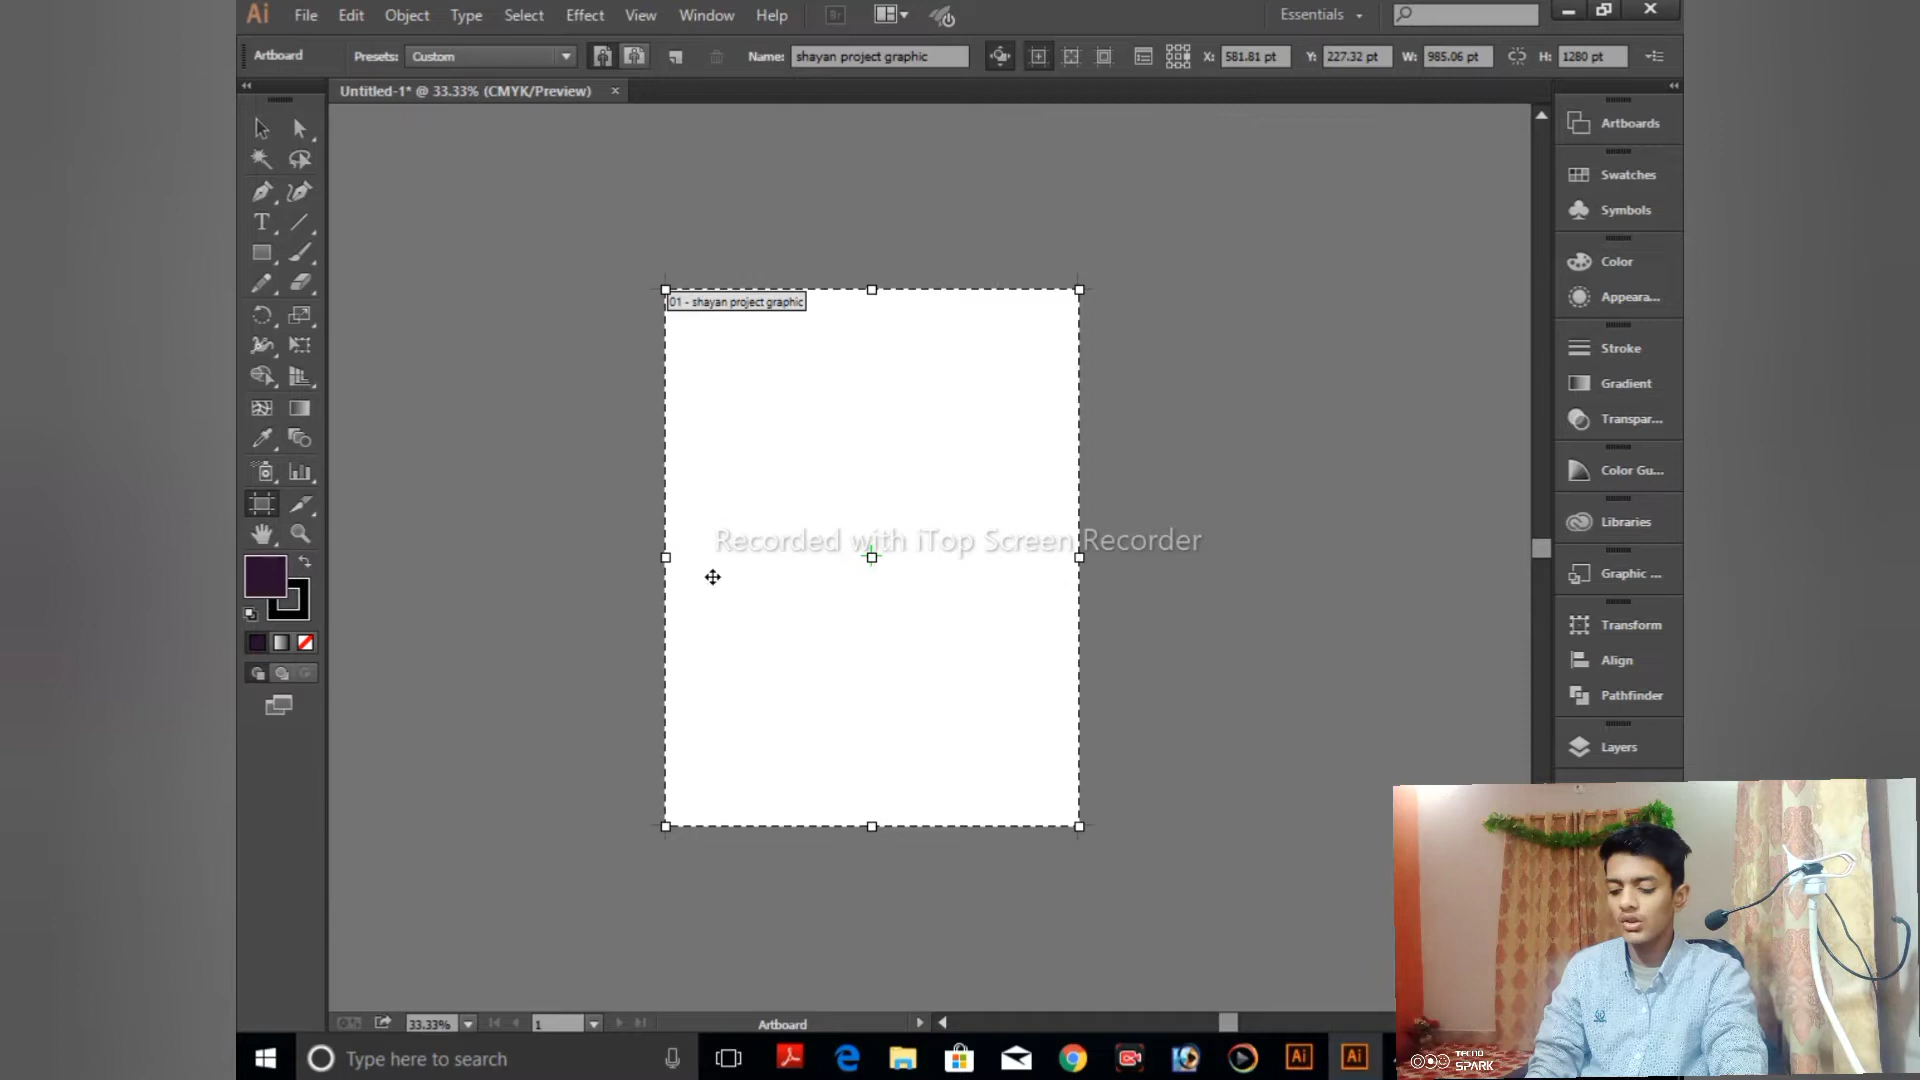 Ai File Edit Object Type Select Effect View Window Help Br Essentials
Artboard Presets: Custom Name: shayan project graphic X: 581.81 pt Y: 227.32 pt W: 985.06 pt H: 1280 pt
Untitled-1* @ 33.33% (CMYK/Preview) ×
Artboards
Swatches
Symbols
Color
Appeara...
Stroke
Gradient
Transpar...
Color Gu...
Libraries
Graphic ...
Transform
Align
Pathfinder
Layers
T
01 - shayan project graphic
Recorded with iTop Screen Recorder
33.33% 1 Artboard
Type here to search
Ai Ai
TECNO
SPARK